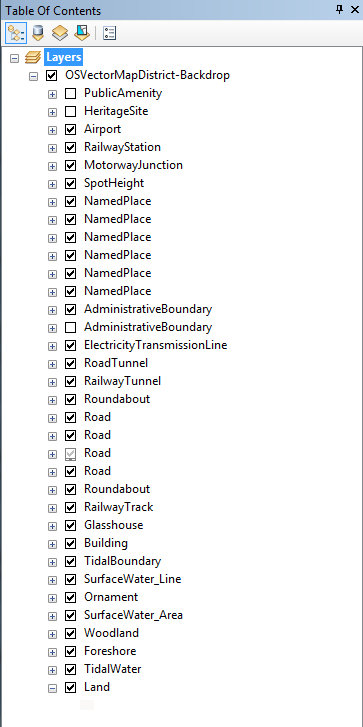 Table Of Contents
Layers
OSVectorMapDistrict-Backdrop
PublicAmenity
HeritageSite
Airport
RailwayStation
MotorwayJunction
SpotHeight
NamedPlace
NamedPlace
NamedPlace
NamedPlace
NamedPlace
NamedPlace
AdministrativeBoundary
AdministrativeBoundary
ElectricityTransmissionLine
RoadTunnel
RailwayTunnel
Roundabout
Road
Road
Road
Road
Roundabout
RailwayTrack
Glasshouse
Building
TidalBoundary
SurfaceWater_Line
Ornament
SurfaceWater_Area
Woodland
Foreshore
TidalWater
Land